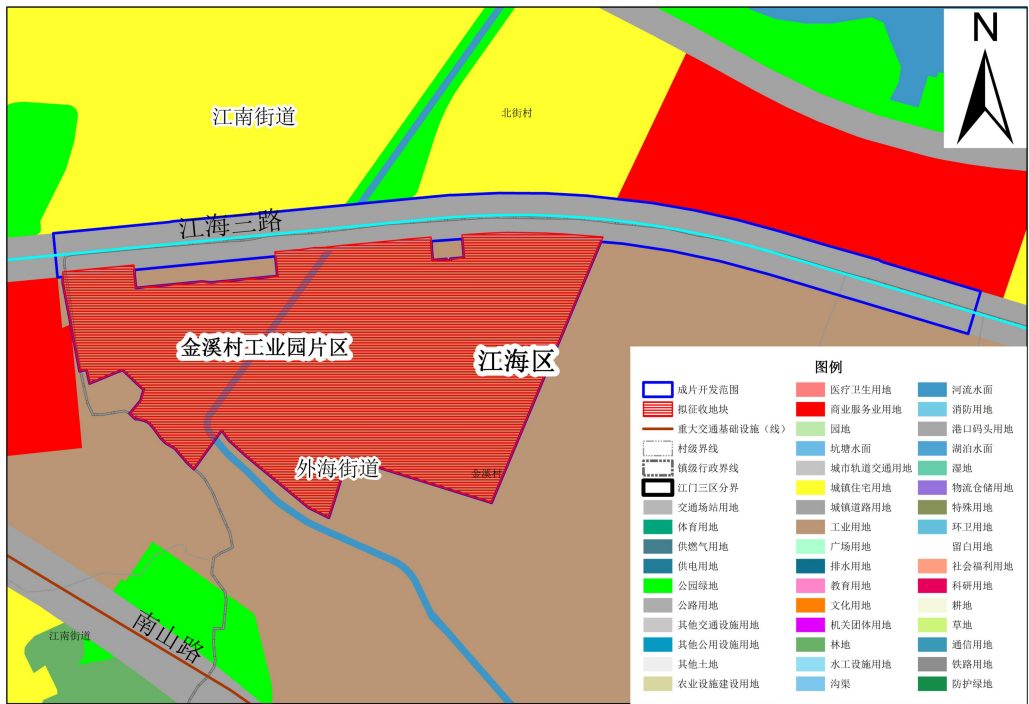 N
江南街道
北街村
江海三路
金溪村工业园片区
江海区
外海街道
金溪村
南山路
江南街道
图例
成片开发范围
拟征收地块
重大交通基础设施（线）
村级界线
镇级行政界线
江门三区分界
交通场站用地
体育用地
供燃气用地
供电用地
公园绿地
公路用地
其他交通设施用地
其他公用设施用地
其他土地
农业设施建设用地
医疗卫生用地
商业服务业用地
园地
坑塘水面
城市轨道交通用地
城镇住宅用地
城镇道路用地
工业用地
广场用地
排水用地
教育用地
文化用地
机关团体用地
林地
水工设施用地
沟渠
河流水面
消防用地
港口码头用地
湖泊水面
湿地
物流仓储用地
特殊用地
环卫用地
留白用地
社会福利用地
科研用地
耕地
草地
通信用地
铁路用地
防护绿地